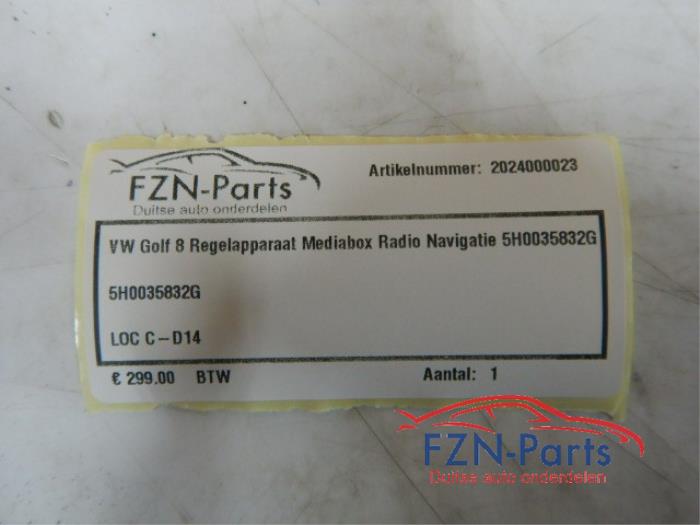 FZN-Parts
Duitse auto onderdelen
Artikelnummer: 2024000023
VW Golf 8 Regelapparaat Mediabox Radio Navigatie 5H0035832G
5H0035832G
LOC C-D14
€ 299.00 BTW
Aantal: 1
FZN-Parts
Duitse auto onderdelen